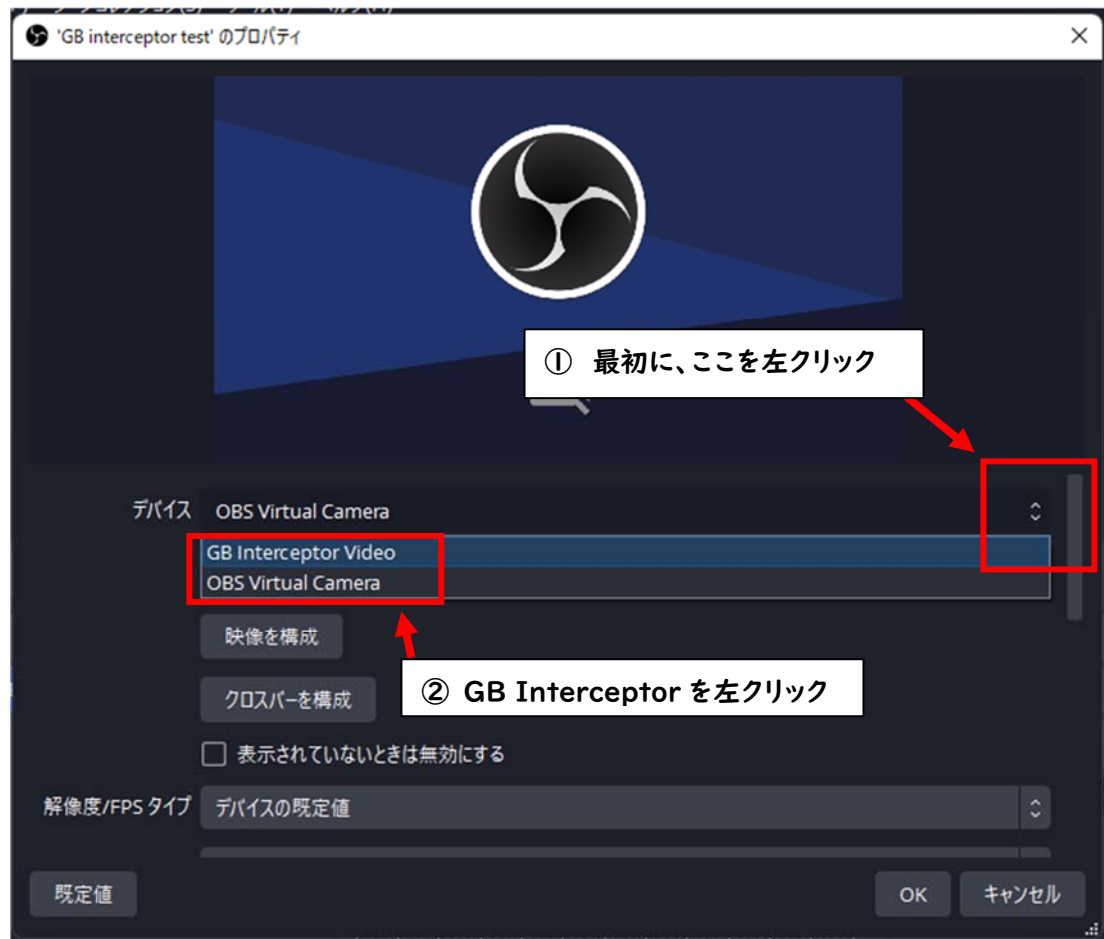 'GB interceptor test' のプロパティ
① 最初に、ここを左クリック
デバイス OBS Virtual Camera
GB Interceptor Video
OBS Virtual Camera
映像を構成
② GB Interceptor を左クリック
クロスバーを構成
表示されていないときは無効にする
解像度/FPS タイプ デバイスの既定値
既定値 OK キャンセル